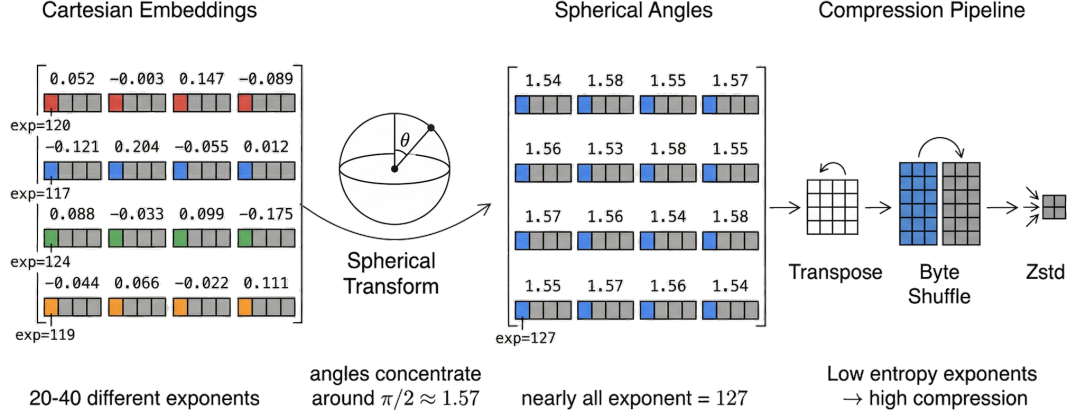 Cartesian Embeddings
Spherical Angles
Compression Pipeline
0.052 −0.003 0.147 −0.089
exp=120
−0.121 0.204 −0.055 0.012
exp=117
0.088 −0.033 0.099 −0.175
exp=124
−0.044 0.066 −0.022 0.111
exp=119
θ
Spherical
Transform
1.54 1.58 1.55 1.57
1.56 1.53 1.58 1.55
1.57 1.56 1.54 1.58
1.55 1.57 1.56 1.54
exp=127
Transpose
Byte
Shuffle
Zstd
20-40 different exponents
angles concentrate
around π/2 ≈ 1.57
nearly all exponent = 127
Low entropy exponents
→ high compression